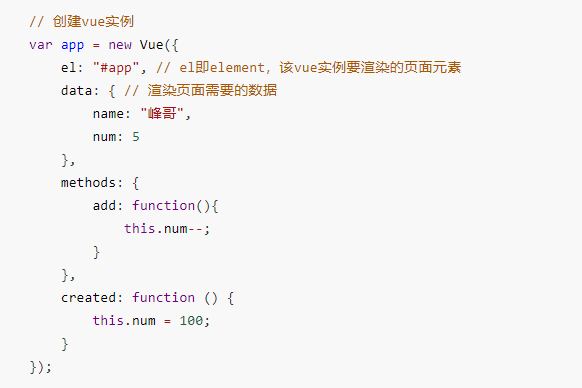 // 创建vue实例
var app = new Vue({
    el: "#app", // el即element，该vue实例要渲染的页面元素
    data: { // 渲染页面需要的数据
        name: "峰哥",
        num: 5
    },
    methods: {
        add: function(){
            this.num--;
        }
    },
    created: function () {
        this.num = 100;
    }
});